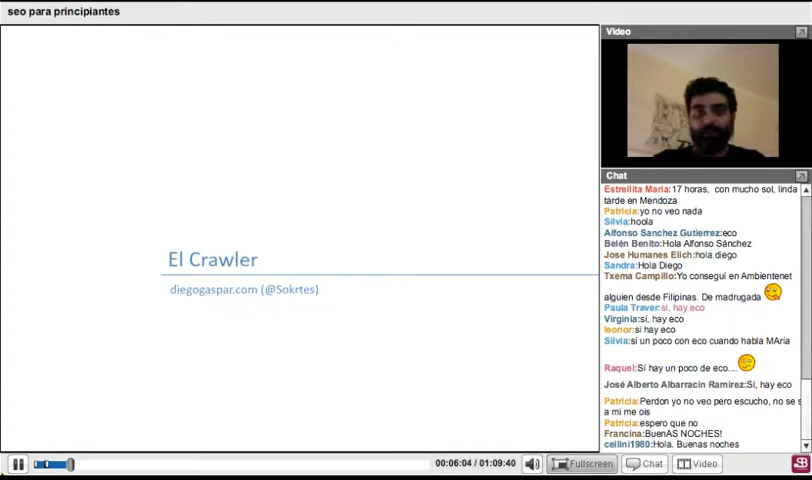 seo para principiantes
El Crawler
diegogaspar.com (@Sokrtes)
Video
Chat
Estrellita Maria:17 horas, con mucho sol, linda
tarde en Mendoza
Patricia:yo no veo nada
Silvia:hoola
Alfonso Sanchez Gutierrez:eco
Belén Benito:Hola Alfonso Sánchez
Jose Humanes Elich:hola diego
Sandra:Hola Diego
Txema Campillo:Yo conseguí en Ambientenet
alguien desde Filipinas. De madrugada
Paula Traver:si, hay eco
Virginia:sí, hay eco
leonor:si hay eco
Silvia:si un poco con eco cuando habla MAría
Raquel:Sí hay un poco de eco....
José Alberto Albarracin Ramirez:Sí, hay eco
Patricia:Perdon yo no veo pero escucho, no se s
a mi me ois
Patricia:espero que no
Francina:BuenAS NOCHES!
cellini1980:Hola. Buenas noches
00:06:04 / 01:09:40
Fullscreen
Chat
Video